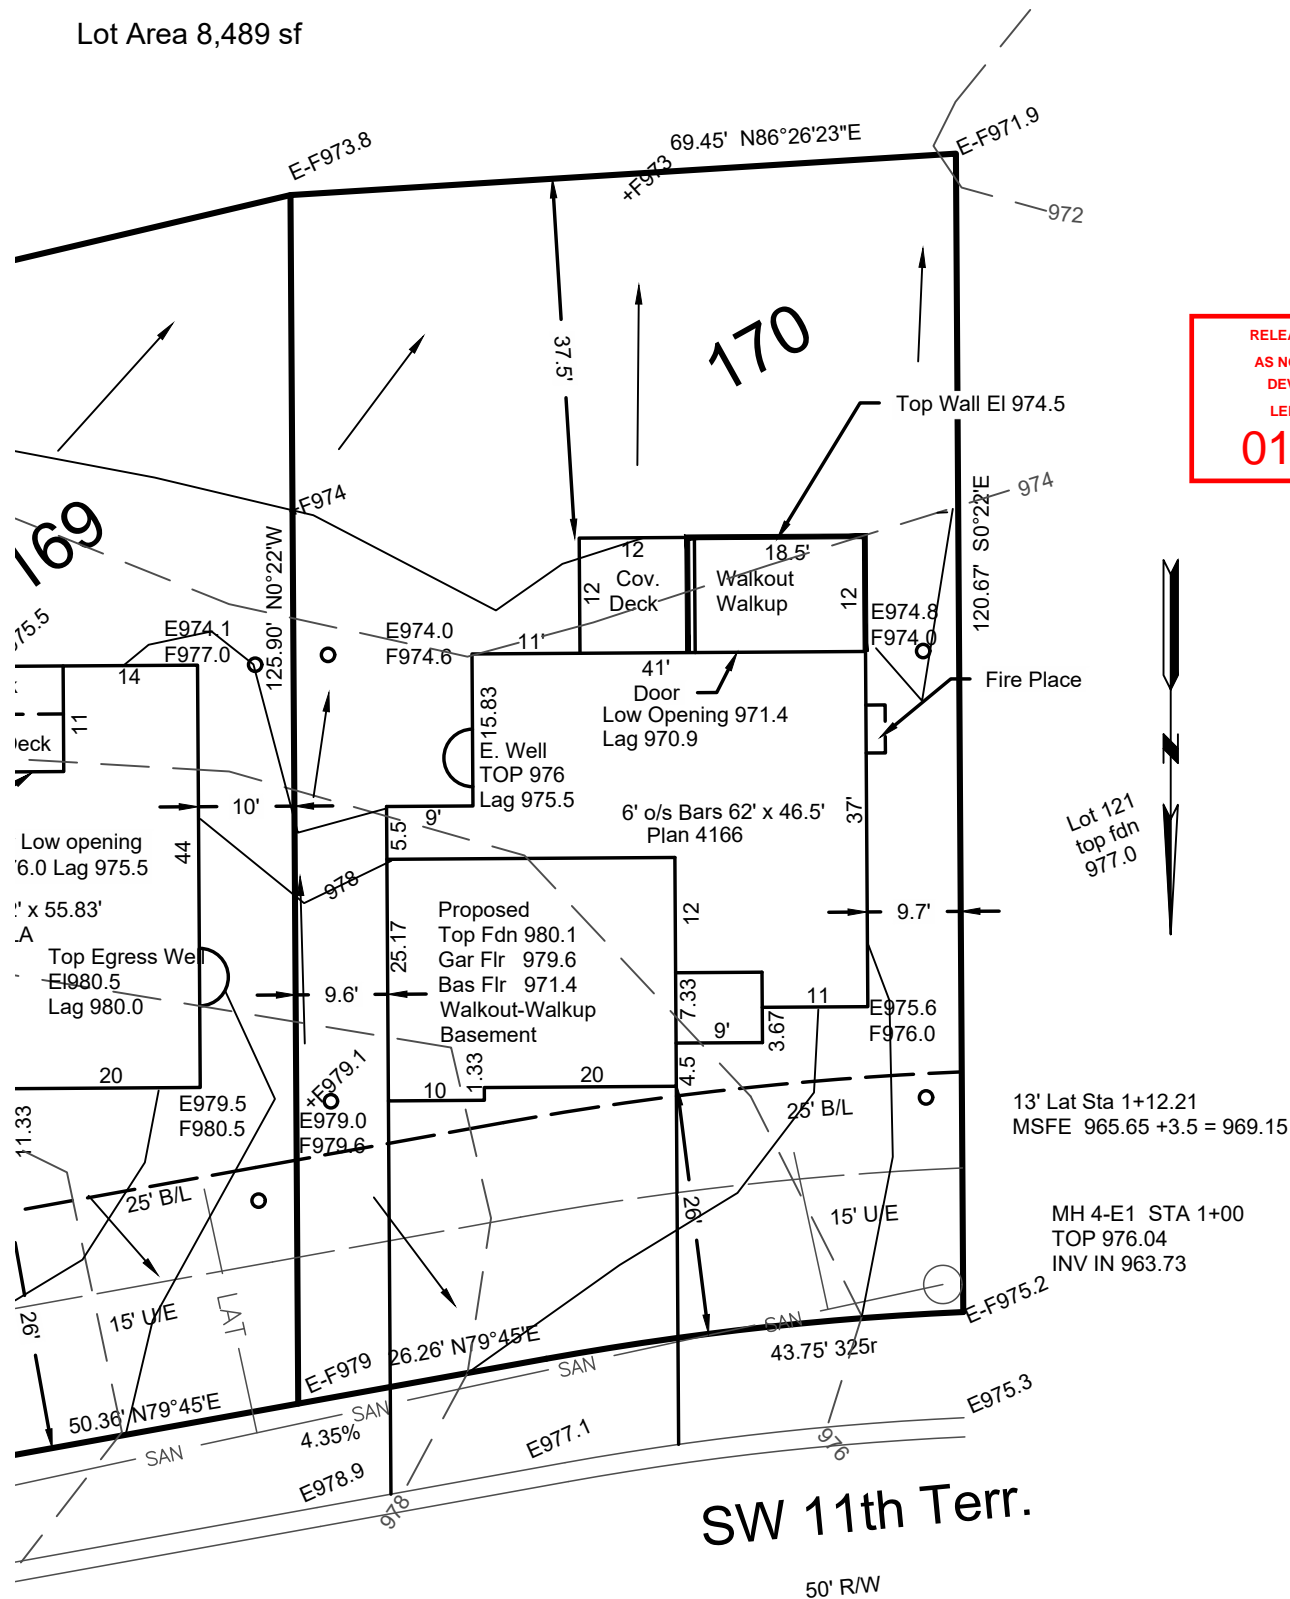 Lot Area 8,489 sf
E-F973.8
69.45' N86°26'23"E
E-F971.9
+F973
972
37.5'
170
Top Wall El 974.5
974
F974
169
125.90' N0°22'W
120.67' S0°22'E
12
Cov.
Deck
12
18.5'
Walkout
Walkup
12
E974.8
F974.0
E974.1
F977.0
E974.0
F974.6
11'
41'
Door
Low Opening 971.4
Lag 970.9
Fire Place
14
11
15.83
E. Well
TOP 976
Lag 975.5
10'
9'
5.5
6' o/s Bars 62' x 46.5'
Plan 4166
37'
Lot 121
top fdn
977.0
Low opening
6.0 Lag 975.5
44
978
' x 55.83'
Top Egress Well
El980.5
Lag 980.0
25.17
Proposed
Top Fdn 980.1
Gar Flr 979.6
Bas Flr 971.4
Walkout-Walkup
Basement
12
9.7'
9.6'
7.33
9'
3.67
11
E975.6
F976.0
20
+E979.1
10
1.33
20
4.5
E979.5
F980.5
E979.0
F979.6
11.33
25' B/L
25' B/L
13' Lat Sta 1+12.21
MSFE 965.65 +3.5 = 969.15
26'
15' U/E
MH 4-E1 STA 1+00
TOP 976.04
INV IN 963.73
26'
15' U/E
LAT
E-F975.2
SAN
43.75' 325r
26.26' N79°45'E
E-F979
SAN
50.36' N79°45'E
SAN
SAN
4.35%
E975.3
E977.1
976
E978.9
978
SW 11th Terr.
50' R/W
01